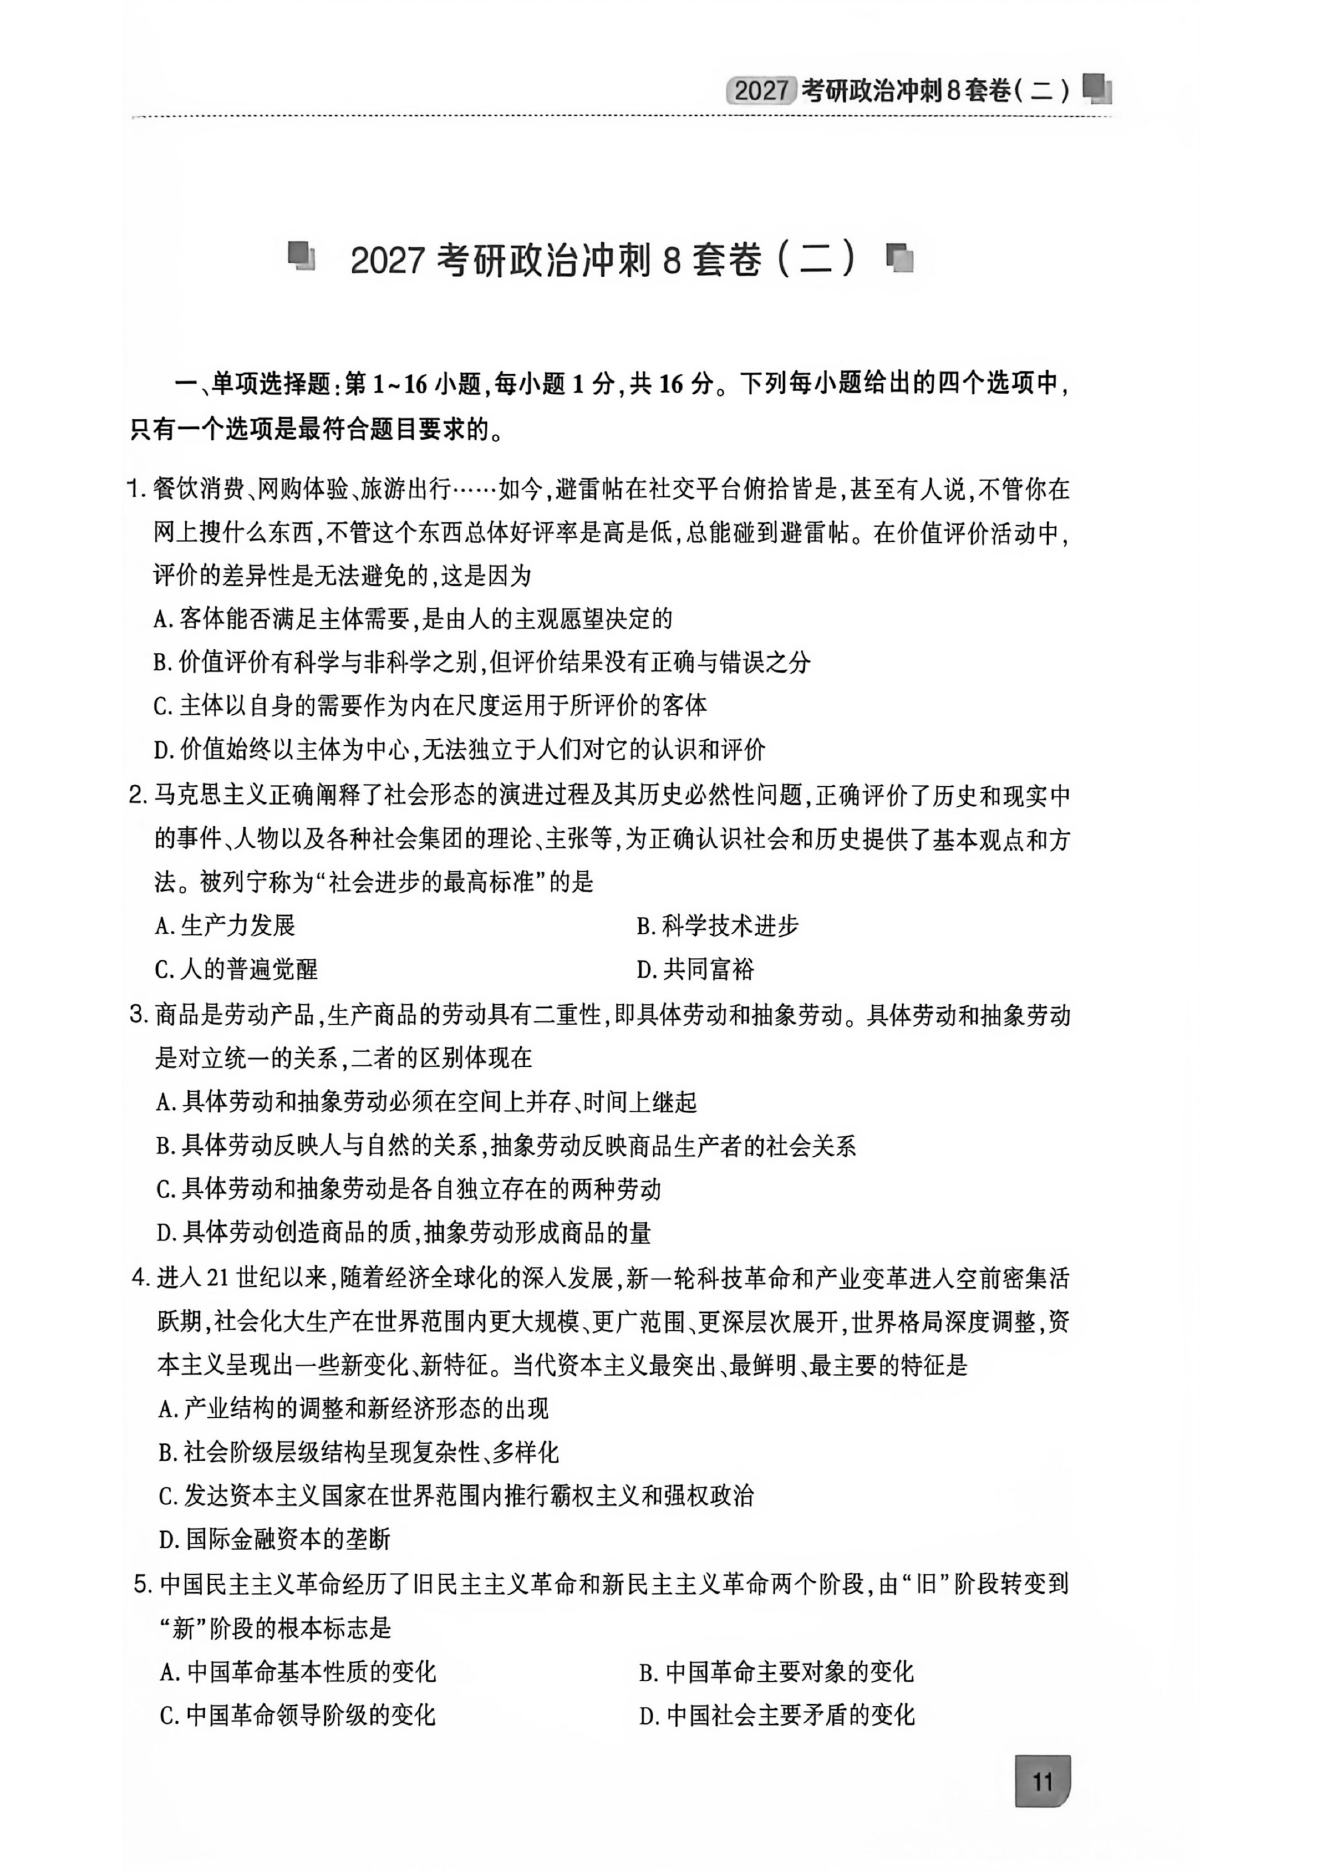 2027 考研政治冲刺8套卷(二)
2027 考研政治冲刺 8 套卷(二)
一、单项选择题:第1~16小题,每小题1分,共16分。下列每小题给出的四个选项中,
只有一个选项是最符合题目要求的。
1. 餐饮消费、网购体验、旅游出行……如今,避雷帖在社交平台俯拾皆是,甚至有人说,不管你在
网上搜什么东西,不管这个东西总体好评率是高是低,总能碰到避雷帖。在价值评价活动中,
评价的差异性是无法避免的,这是因为
A. 客体能否满足主体需要,是由人的主观愿望决定的
B. 价值评价有科学与非科学之别,但评价结果没有正确与错误之分
C. 主体以自身的需要作为内在尺度运用于所评价的客体
D. 价值始终以主体为中心,无法独立于人们对它的认识和评价
2. 马克思主义正确阐释了社会形态的演进过程及其历史必然性问题,正确评价了历史和现实中
的事件、人物以及各种社会集团的理论、主张等,为正确认识社会和历史提供了基本观点和方
法。被列宁称为“社会进步的最高标准”的是
A. 生产力发展 B. 科学技术进步
C. 人的普遍觉醒 D. 共同富裕
3. 商品是劳动产品,生产商品的劳动具有二重性,即具体劳动和抽象劳动。具体劳动和抽象劳动
是对立统一的关系,二者的区别体现在
A. 具体劳动和抽象劳动必须在空间上并存、时间上继起
B. 具体劳动反映人与自然的关系,抽象劳动反映商品生产者的社会关系
C. 具体劳动和抽象劳动是各自独立存在的两种劳动
D. 具体劳动创造商品的质,抽象劳动形成商品的量
4. 进入21世纪以来,随着经济全球化的深入发展,新一轮科技革命和产业变革进入空前密集活
跃期,社会化大生产在世界范围内更大规模、更广范围、更深层次展开,世界格局深度调整,资
本主义呈现出一些新变化、新特征。当代资本主义最突出、最鲜明、最主要的特征是
A. 产业结构的调整和新经济形态的出现
B. 社会阶级层级结构呈现复杂性、多样化
C. 发达资本主义国家在世界范围内推行霸权主义和强权政治
D. 国际金融资本的垄断
5. 中国民主主义革命经历了旧民主主义革命和新民主主义革命两个阶段,由“旧”阶段转变到
“新”阶段的根本标志是
A. 中国革命基本性质的变化 B. 中国革命主要对象的变化
C. 中国革命领导阶级的变化 D. 中国社会主要矛盾的变化
11